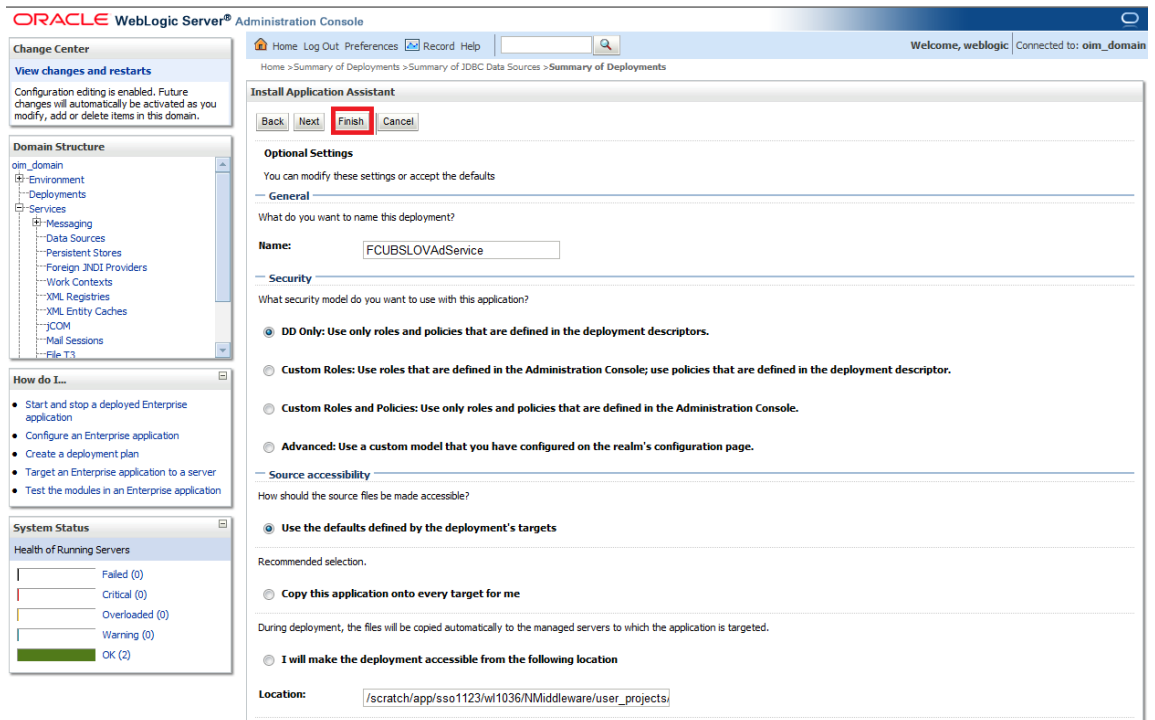 ORACLE WebLogic Server® Administration Console
Change Center
View changes and restarts
Configuration editing is enabled. Future
changes will automatically be activated as you
modify, add or delete items in this domain.
Domain Structure
oim_domain
Environment
Deployments
Services
Messaging
Data Sources
Persistent Stores
Foreign JNDI Providers
Work Contexts
XML Registries
XML Entity Caches
jCOM
Mail Sessions
File T3
How do I...
Start and stop a deployed Enterprise
application
Configure an Enterprise application
Create a deployment plan
Target an Enterprise application to a server
Test the modules in an Enterprise application
System Status
Health of Running Servers
Failed (0)
Critical (0)
Overloaded (0)
Warning (0)
OK (2)
Home Log Out Preferences Record Help
Welcome, weblogic Connected to: oim_domain
Home >Summary of Deployments >Summary of JDBC Data Sources >Summary of Deployments
Install Application Assistant
Back Next Finish Cancel
Optional Settings
You can modify these settings or accept the defaults
General
What do you want to name this deployment?
Name: FCUBSLOVAdService
Security
What security model do you want to use with this application?
DD Only: Use only roles and policies that are defined in the deployment descriptors.
Custom Roles: Use roles that are defined in the Administration Console; use policies that are defined in the deployment descriptor.
Custom Roles and Policies: Use only roles and policies that are defined in the Administration Console.
Advanced: Use a custom model that you have configured on the realm's configuration page.
Source accessibility
How should the source files be made accessible?
Use the defaults defined by the deployment's targets
Recommended selection.
Copy this application onto every target for me
During deployment, the files will be copied automatically to the managed servers to which the application is targeted.
I will make the deployment accessible from the following location
Location: /scratch/app/sso1123/wl1036/NMiddleware/user_projects/